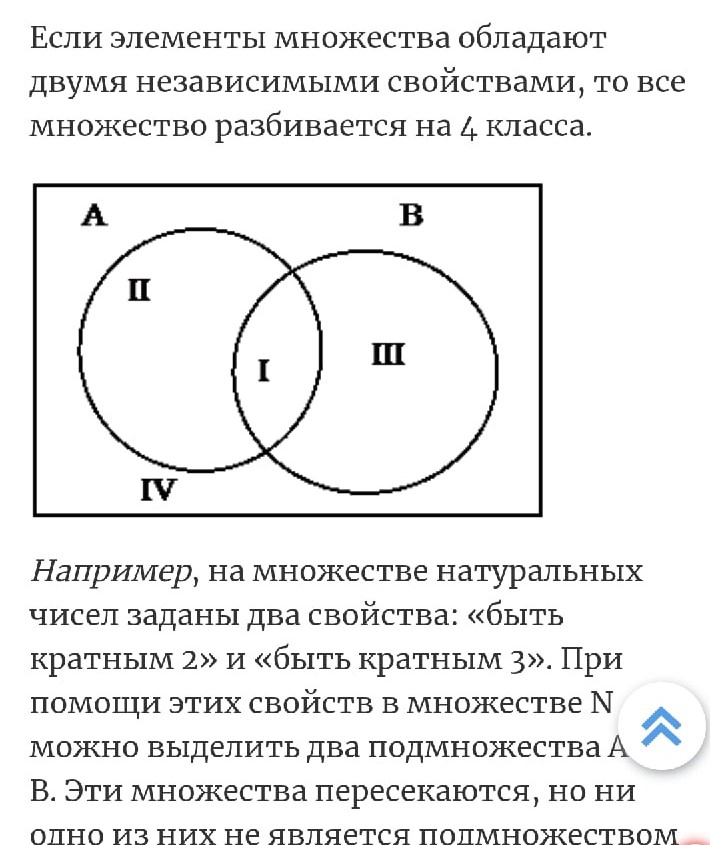 Если элементы множества обладают
двумя независимыми свойствами, то все
множество разбивается на 4 класса.
A B
II
III
I
IV
Например, на множестве натуральных
чисел заданы два свойства: «быть
кратным 2» и «быть кратным 3». При
помощи этих свойств в множестве N
можно выделить два подмножества A
B. Эти множества пересекаются, но ни
одно из них не является подмножеством